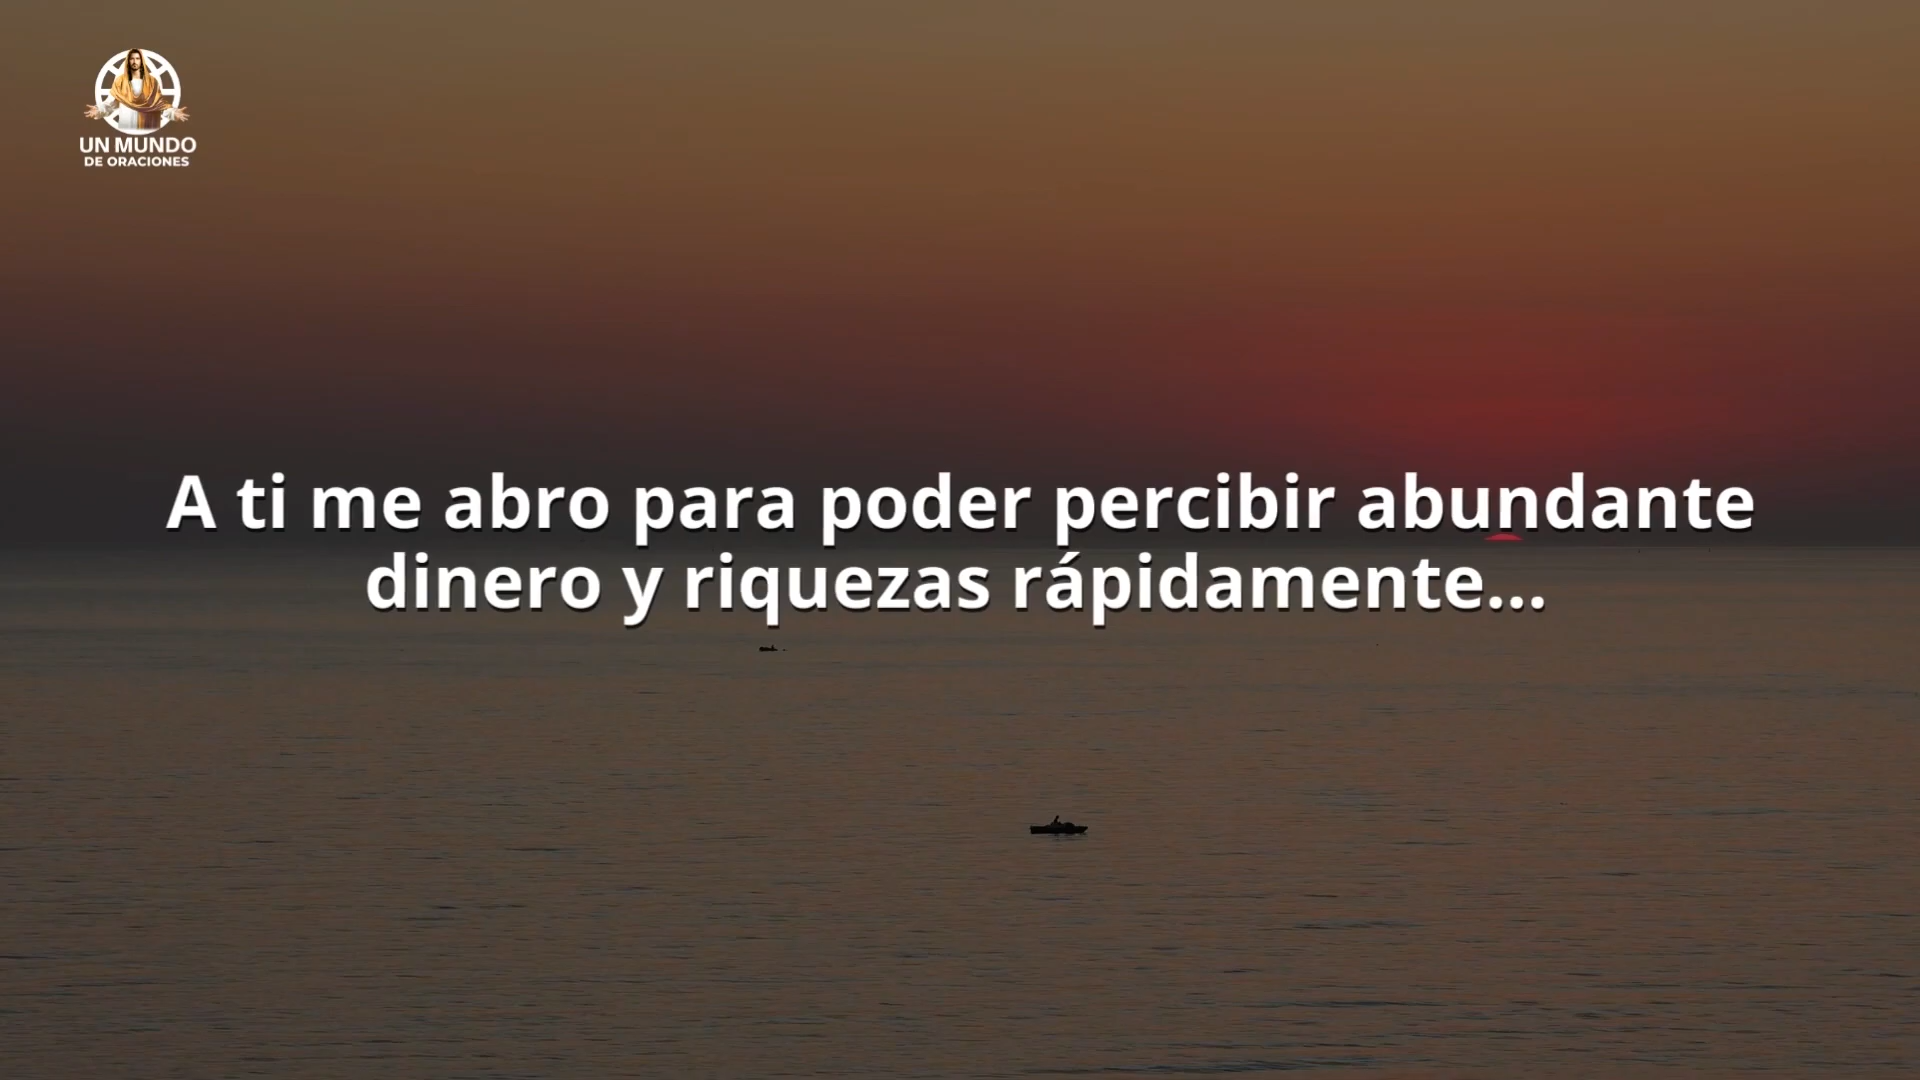 UN MUNDO
DE ORACIONES
A ti me abro para poder percibir abundante
dinero y riquezas rápidamente...